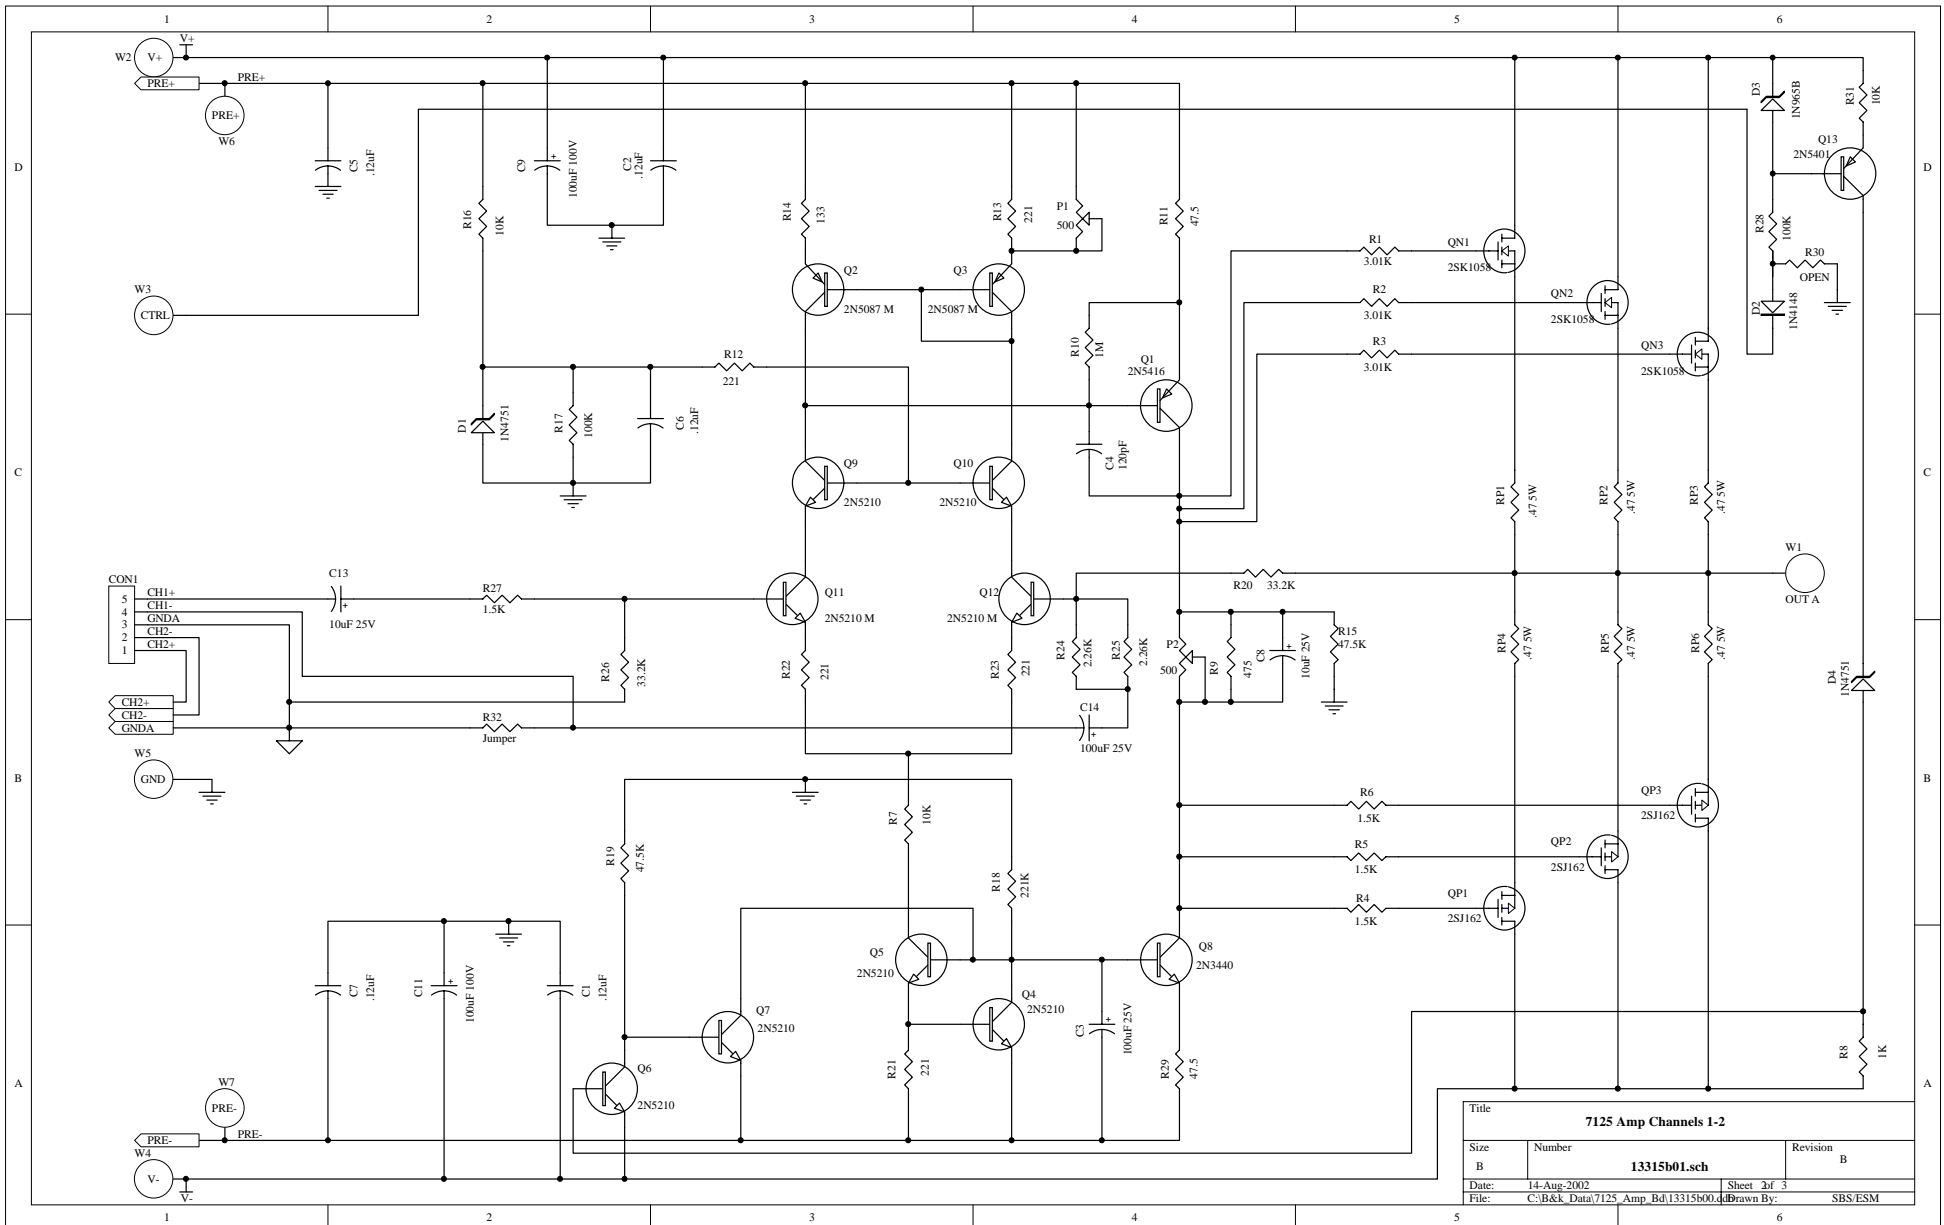 1 2 3 4 5 6
D D
C C
B B
A A
W2 V+ V+
PRE+ PRE+
PRE+
W6
C5 .12uF
R16 10K
C9 + 100uF 100V
C2 .12uF
R14 133
R13 221
P1 500
R11 47.5
D3 1N965B
R31 10K
Q13
2N5401
R28 100K
R30
OPEN
D2 1N4148
W3
CTRL
Q2
2N5087 M
Q3
2N5087 M
R1
3.01K
QN1
2SK1058
R2
3.01K
QN2
2SK1058
R3
3.01K
QN3
2SK1058
R10 1M
Q1
2N5416
R12
221
D1 1N4751
R17 100K
C6 .12uF
Q9
2N5210
Q10
2N5210
C4 120pF
RP1 .47 5W
RP2 .47 5W
RP3 .47 5W
W1
OUT A
R20 33.2K
CON1
5 CH1+
4 CH1-
3 GNDA
2 CH2-
1 CH2+
C13
+
10uF 25V
R27
1.5K
Q11
2N5210 M
Q12
2N5210 M
R26 33.2K
R22 221
R23 221
R24 2.26K
R25 2.26K
P2
500
R9 475
C8 + 10uF 25V
R15
47.5K
RP4 .47 5W
RP5 .47 5W
RP6 .47 5W
D4 1N4751
CH2+
CH2-
GNDA
R32
Jumper
C14
+
100uF 25V
W5
GND
R7 10K
R19 47.5K
R18 221K
R6
1.5K
QP3
2SJ162
R5
1.5K
QP2
2SJ162
R4
1.5K
QP1
2SJ162
C7 .12uF
C11 + 100uF 100V
C1 .12uF
Q5
2N5210
Q8
2N3440
Q7
2N5210
Q4
2N5210
C3 + 100uF 25V
R21 221
R29 47.5
R8 1K
Q6
2N5210
W7
PRE-
PRE- PRE-
W4
V- V-
Title
7125 Amp Channels 1-2
Size Number Revision
B 13315b01.sch B
Date: 14-Aug-2002 Sheet 2of 3
File: C:\B&k_Data\7125_Amp_Bd\13315b00.ddb Drawn By: SBS/ESM
1 2 3 4 5 6